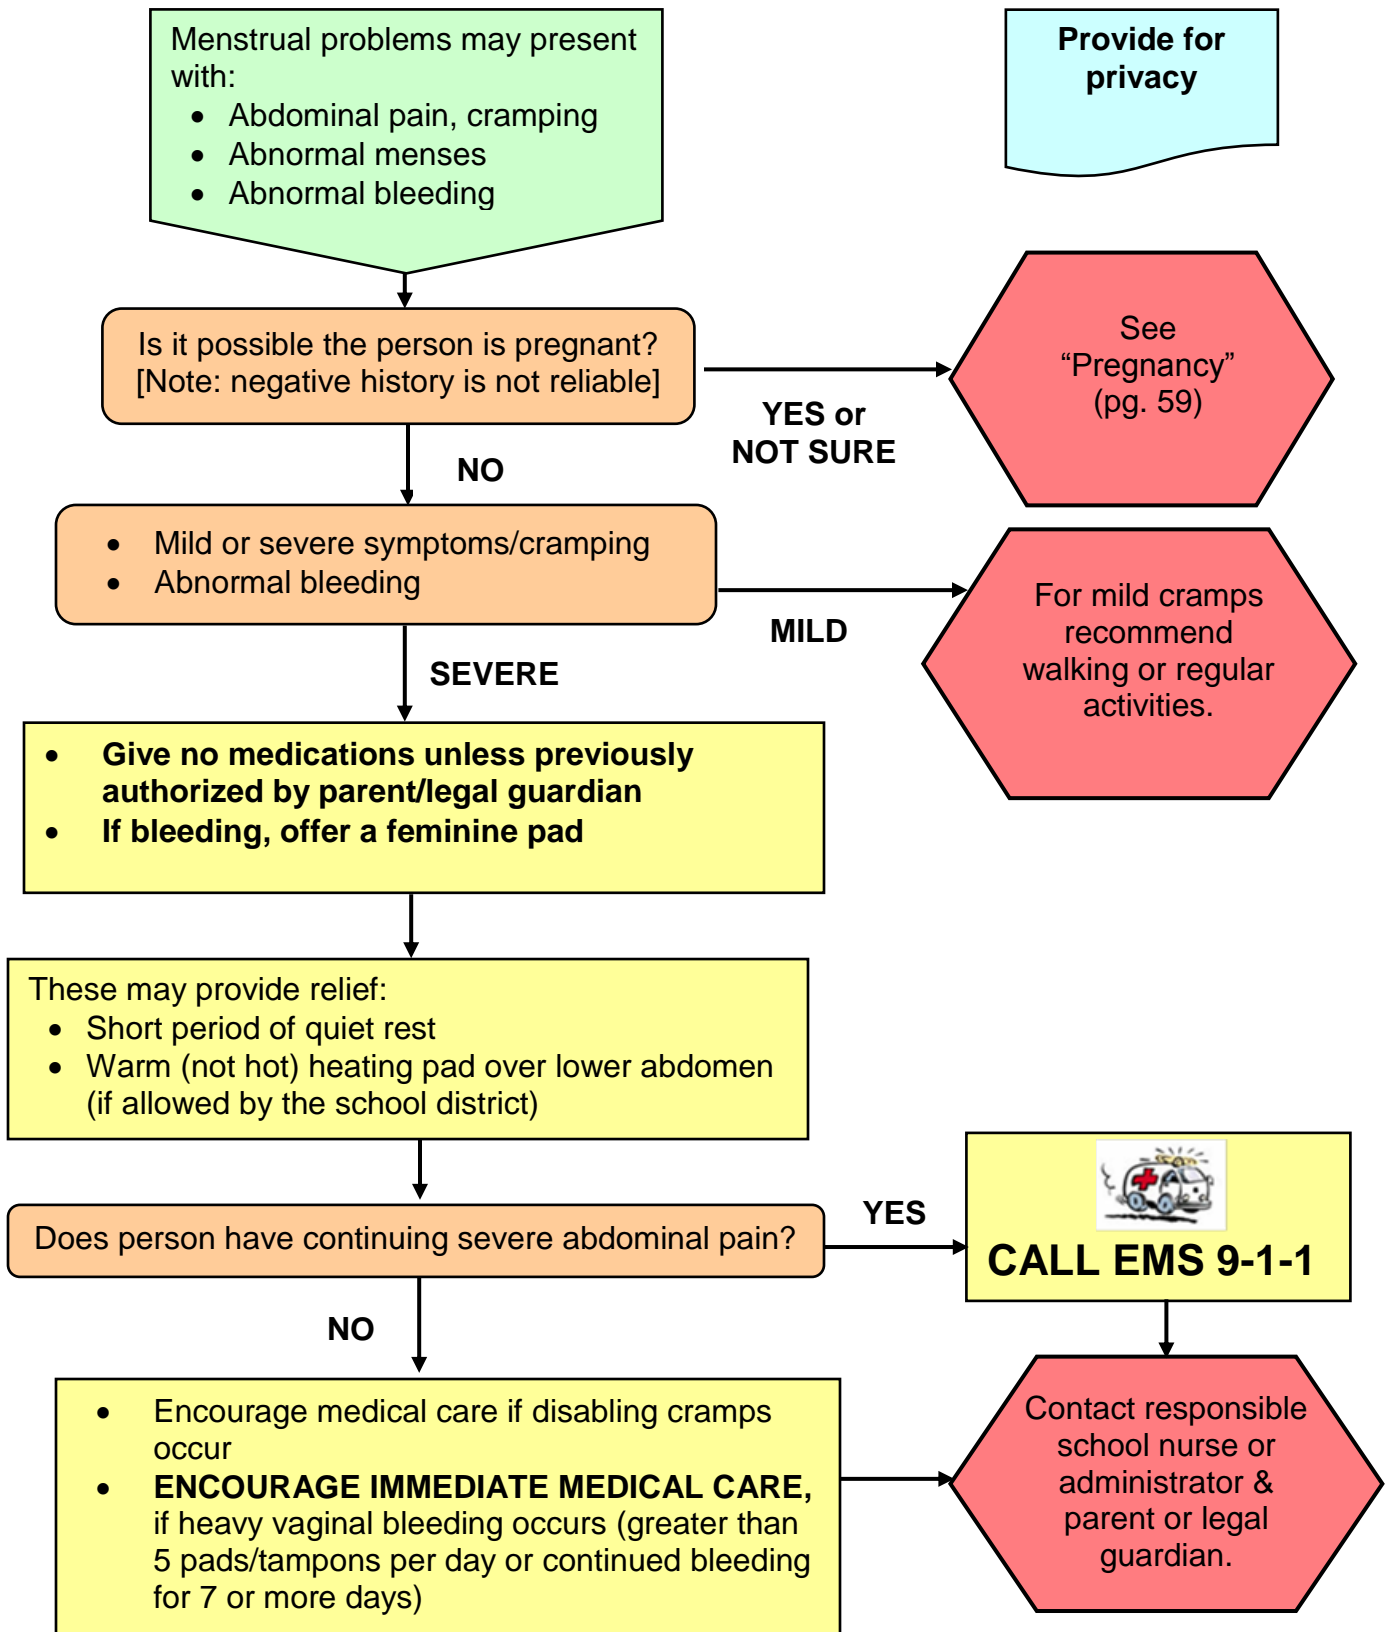 Menstrual problems may present
with:
• Abdominal pain, cramping
• Abnormal menses
• Abnormal bleeding
Provide for
privacy
Is it possible the person is pregnant?
[Note: negative history is not reliable]
YES or
NOT SURE
See
“Pregnancy”
(pg. 59)
NO
• Mild or severe symptoms/cramping
• Abnormal bleeding
MILD
For mild cramps
recommend
walking or regular
activities.
SEVERE
• Give no medications unless previously
authorized by parent/legal guardian
• If bleeding, offer a feminine pad
These may provide relief:
• Short period of quiet rest
• Warm (not hot) heating pad over lower abdomen
(if allowed by the school district)
Does person have continuing severe abdominal pain?
YES
CALL EMS 9-1-1
NO
• Encourage medical care if disabling cramps
occur
• ENCOURAGE IMMEDIATE MEDICAL CARE,
if heavy vaginal bleeding occurs (greater than
5 pads/tampons per day or continued bleeding
for 7 or more days)
Contact responsible
school nurse or
administrator &
parent or legal
guardian.